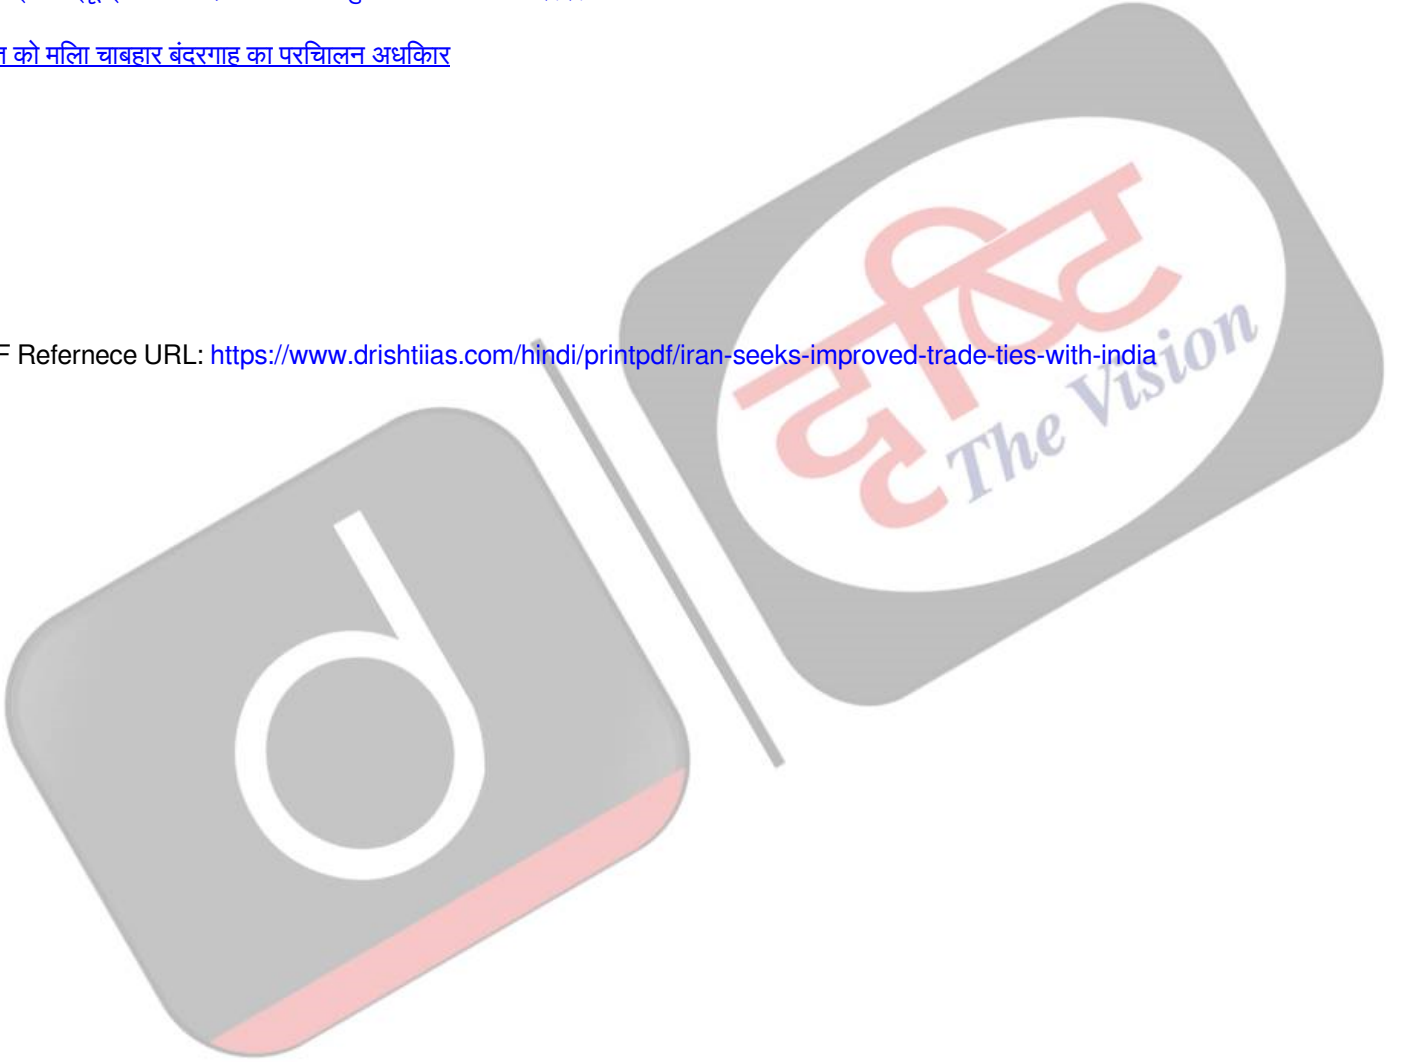 को मिला चाबहार बंदरगाह का परिचालन अधिकार
F Refernece URL: https://www.drishtiias.com/hindi/printpdf/iran-seeks-improved-trade-ties-with-india
दृष्टि
The Vision
d